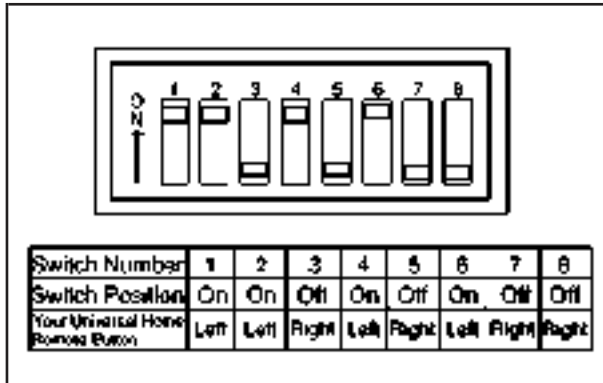 1 2 3 4 5 6 7 8
ON
Switch Number 1 2 3 4 5 6 7 8
Switch Position On On Off On Off On Off Off
Your Universal Home Remote Button Left Left Right Left Right Left Right Right